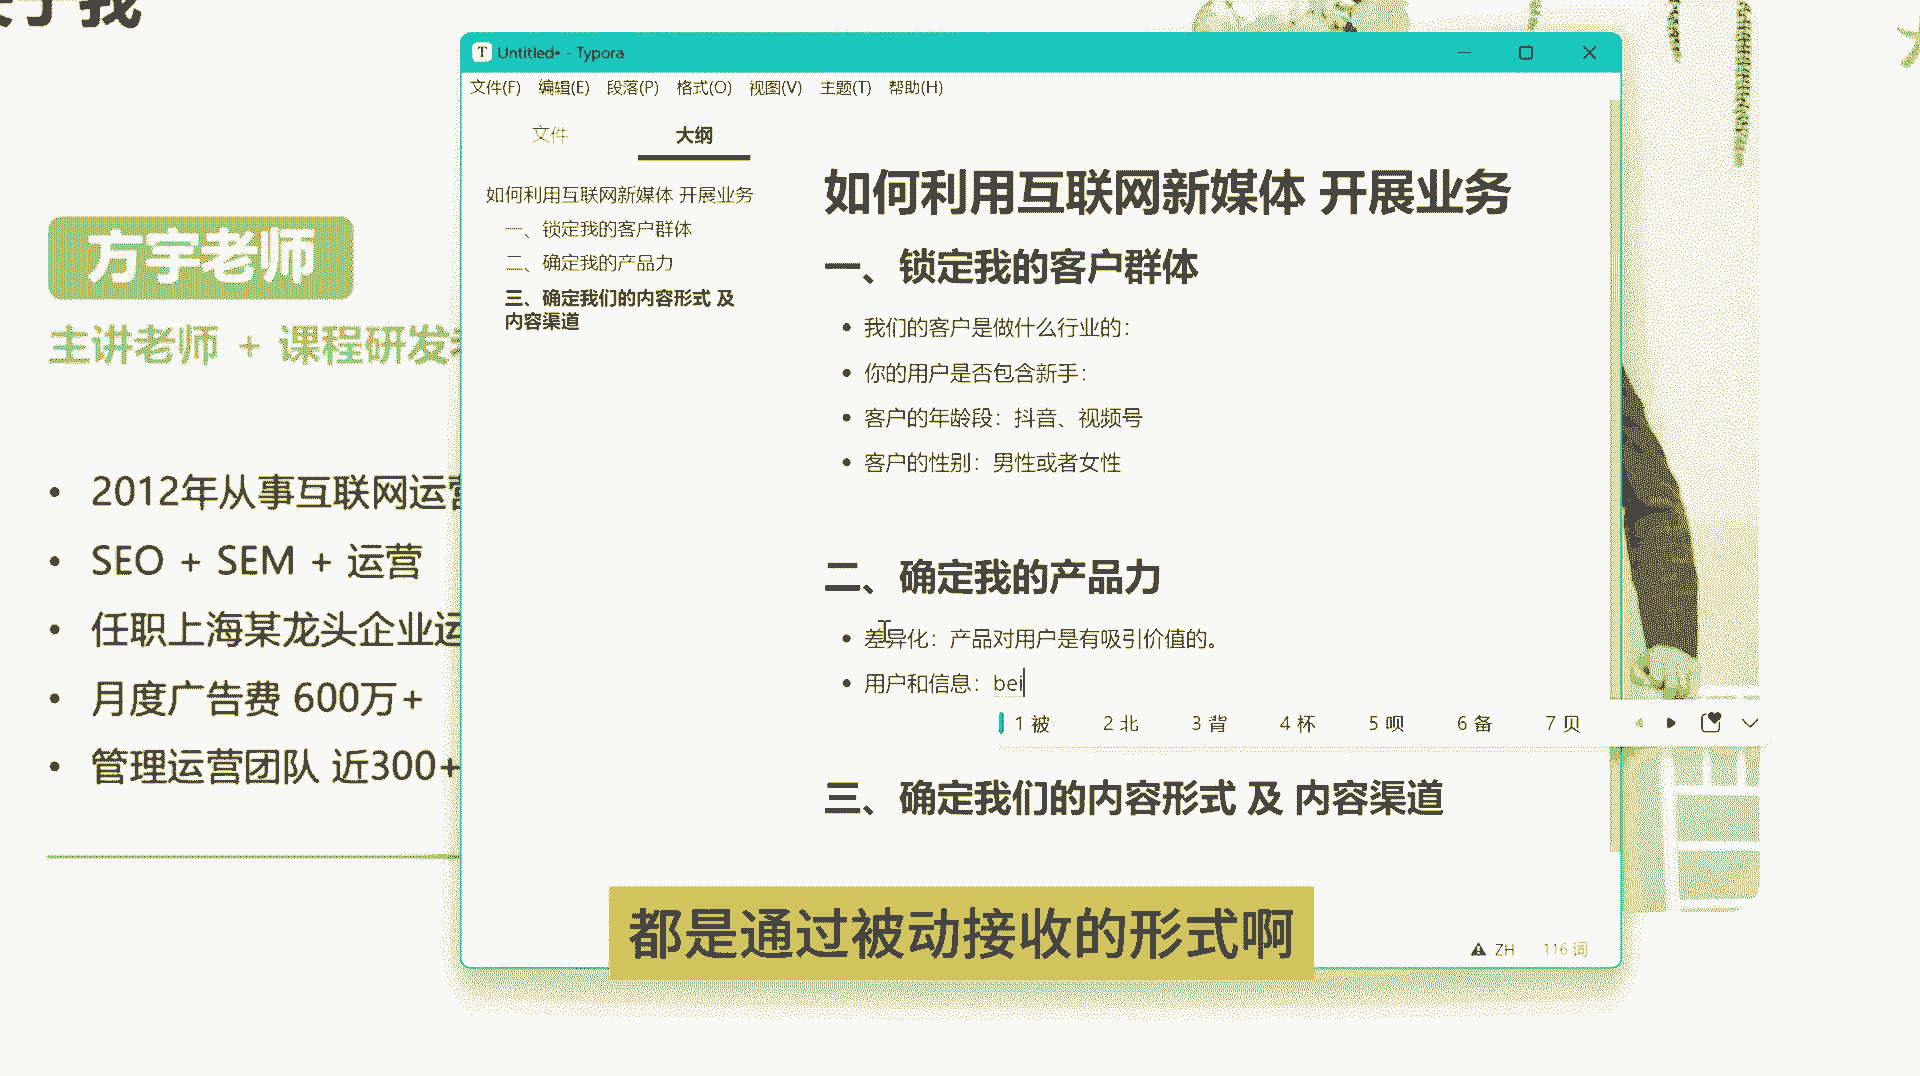 关于我
方宇老师
主讲老师 + 课程研发
2012年从事互联网运营
SEO + SEM + 运营
任职上海某龙头企业运
月度广告费 600万+
管理运营团队 近300+
T Untitled• - Typora
文件(F) 编辑(E) 段落(P) 格式(O) 视图(V) 主题(T) 帮助(H)
文件 大纲
如何利用互联网新媒体 开展业务
一、锁定我的客户群体
二、确定我的产品力
三、确定我们的内容形式 及
内容渠道
如何利用互联网新媒体 开展业务
一、锁定我的客户群体
我们的客户是做什么行业的：
你的用户是否包含新手：
客户的年龄段：抖音、视频号
客户的性别：男性或者女性
二、确定我的产品力
差异化：产品对用户是有吸引价值的。
用户和信息：bei
1 被 2 北 3 背 4 杯 5 呗 6 备 7 贝
三、确定我们的内容形式 及 内容渠道
ZH 116 词
都是通过被动接收的形式啊